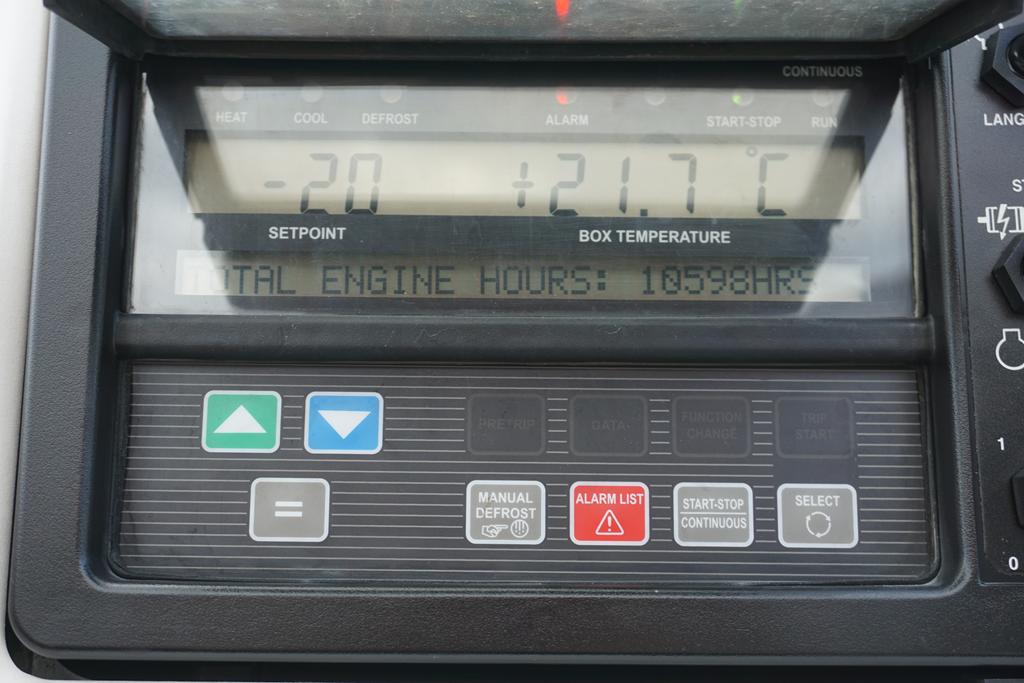 CONTINUOUS
HEAT COOL DEFROST ALARM START-STOP RUN
-20 +21.7 °C
SETPOINT BOX TEMPERATURE
TOTAL ENGINE HOURS: 10598HRS
PRETRIP DATA FUNCTION CHANGE TRIP START
=
MANUAL DEFROST
ALARM LIST
START-STOP
CONTINUOUS
SELECT
LANG
ST
1
0